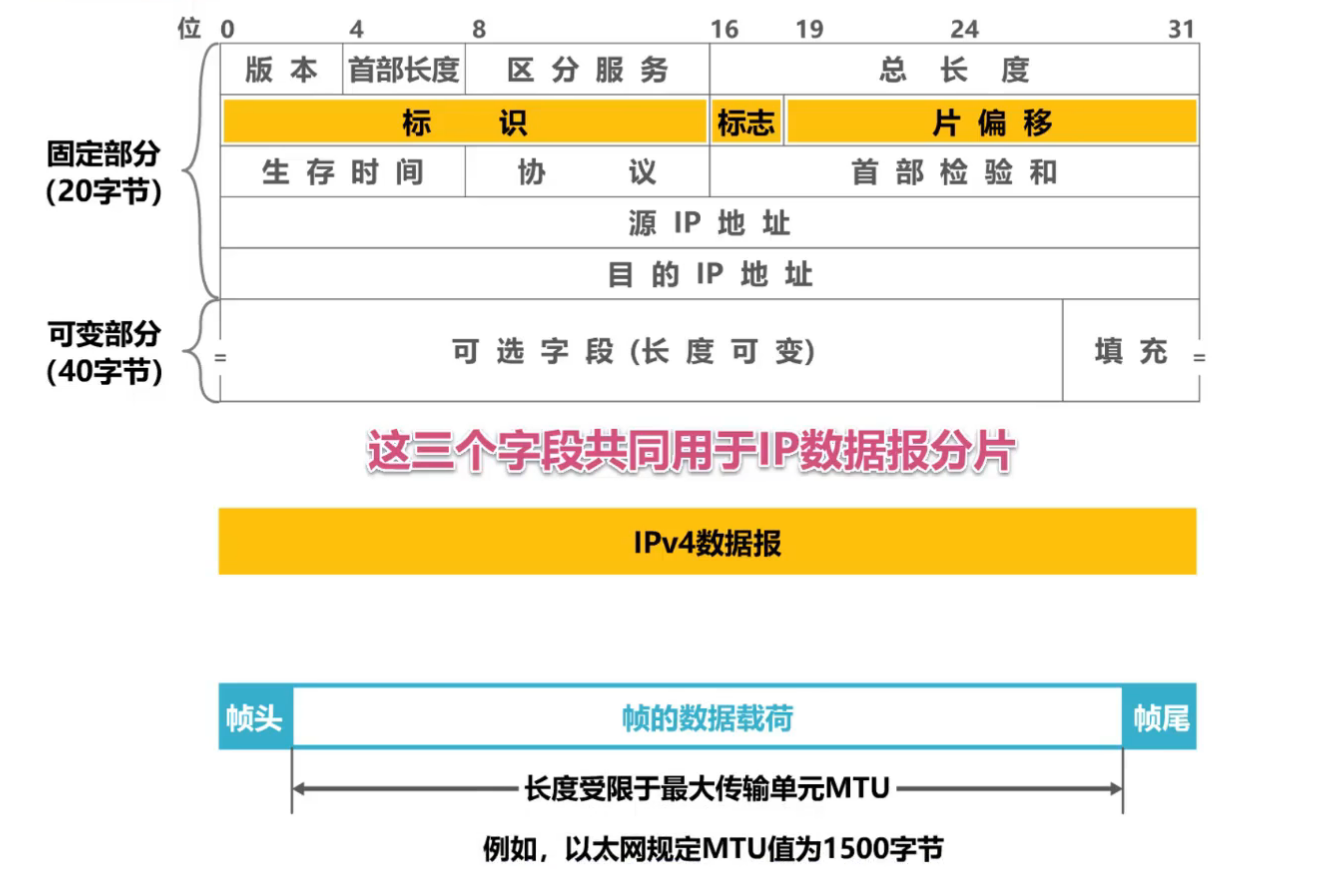 位 0 4 8 16 19 24 31
版本 首部长度 区分服务 总长度
标识 标志 片偏移
固定部分
(20字节)
生存时间 协议 首部检验和
源IP地址
目的IP地址
可变部分
(40字节)
可选字段(长度可变) 填充
这三个字段共同用于IP数据报分片
IPv4数据报
帧头 帧的数据载荷 帧尾
长度受限于最大传输单元MTU
例如，以太网规定MTU值为1500字节